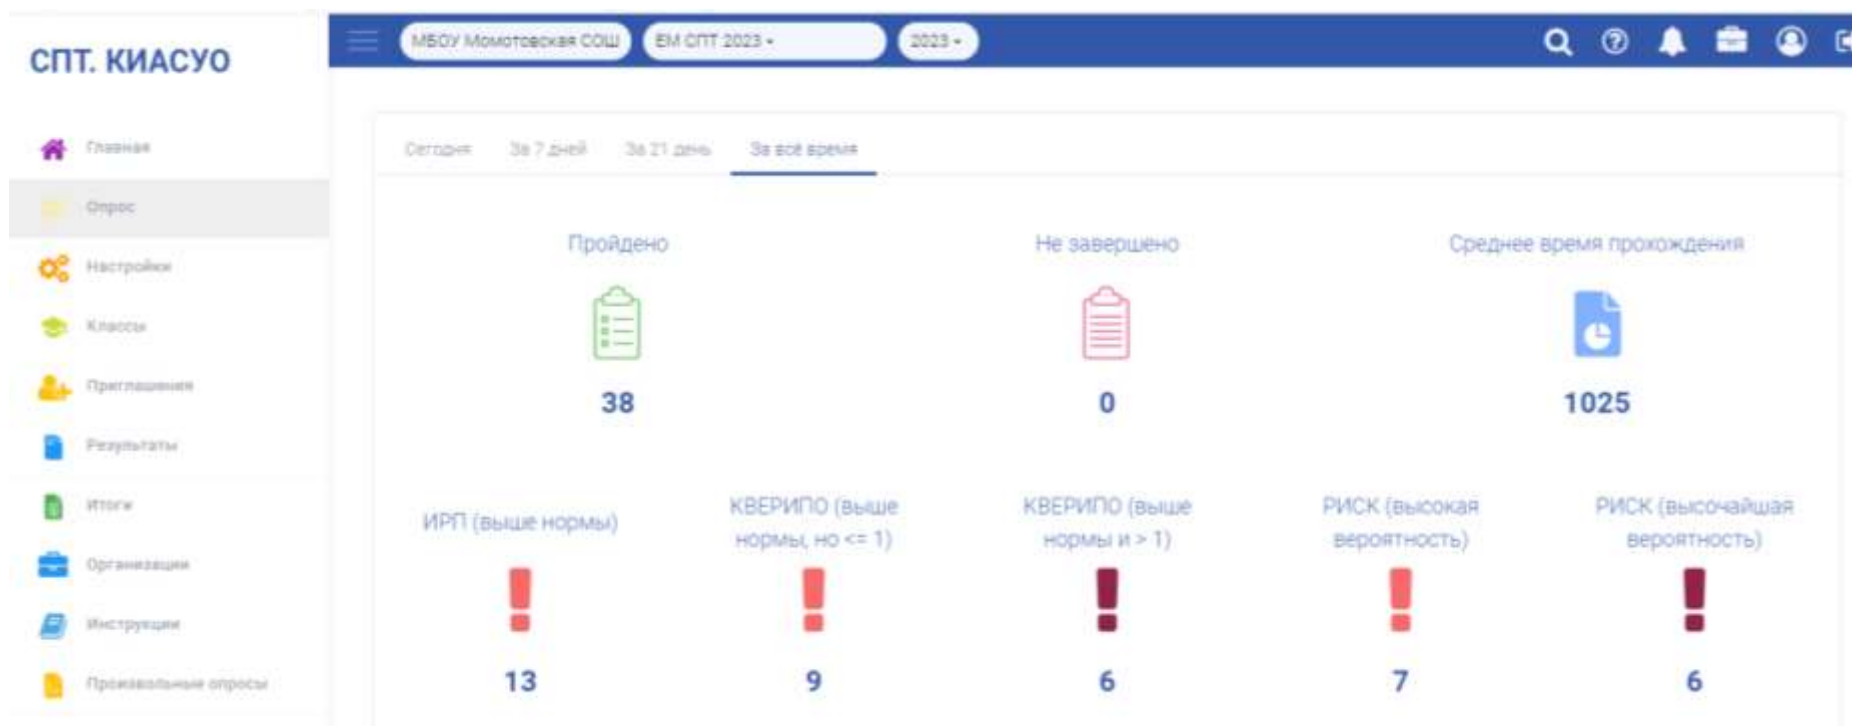 СПТ. КИАСУО
МБОУ Момотовская СОШ
ЕМ СПТ 2023
2023
Главная
Опрос
Настройки
Классы
Приглашения
Результаты
Итоги
Организации
Инструкции
Произвольные опросы
Сегодня За 7 дней За 21 день За всё время
Пройдено
38
Не завершено
0
Среднее время прохождения
1025
ИРП (выше нормы)
13
КВЕРИПО (выше
нормы, но <= 1)
9
КВЕРИПО (выше
нормы и > 1)
6
РИСК (высокая
вероятность)
7
РИСК (высочайшая
вероятность)
6